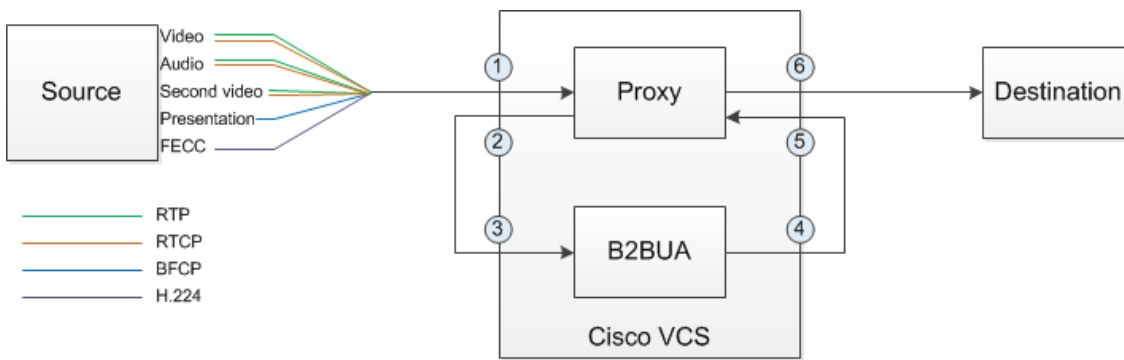 Source
Video
Audio
Second video
Presentation
FECC
1
2
3
Proxy
B2BUA
Cisco VCS
6
5
4
Destination
RTP
RTCP
BFCP
H.224